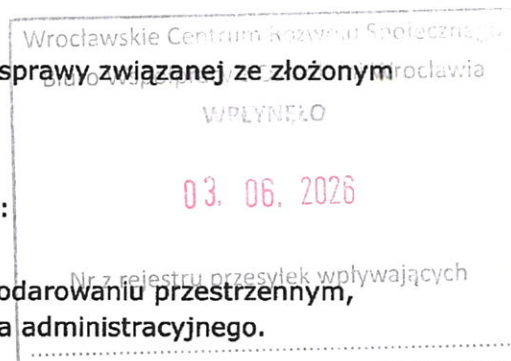 Wrocławskie Centrum Rozwoju Społecznego
sprawy związanej ze złożonym
Biuro Wrocławia
WPŁYNĘŁO
03. 06. 2026
:
Nr z rejestru przesyłek wpływających
odarowaniu przestrzennym,
a administracyjnego.